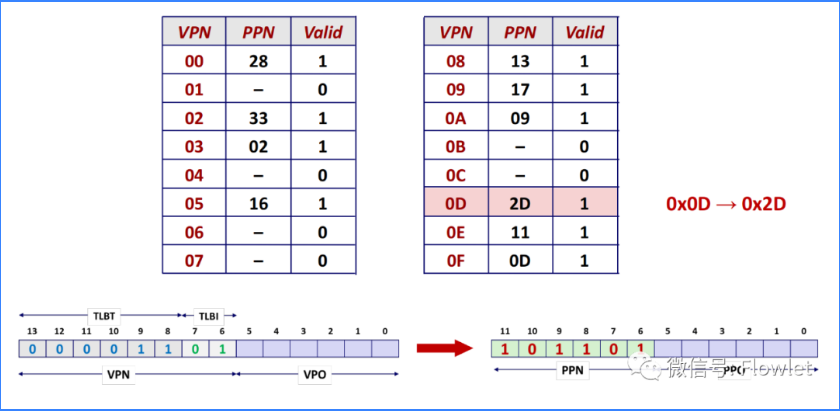 VPN PPN Valid VPN PPN Valid
00 28 1 08 13 1
01 – 0 09 17 1
02 33 1 0A 09 1
03 02 1 0B – 0
04 – 0 0C – 0
05 16 1 0D 2D 1 0x0D → 0x2D
06 – 0 0E 11 1
07 – 0 0F 0D 1
TLBT TLBI
13 12 11 10 9 8 7 6 5 4 3 2 1 0 11 10 9 8 7 6 5 4 3 2 1 0
0 0 0 0 1 1 0 1 1 0 1 1 0 1
VPN VPO PPN PPO
微信号: Flowlet